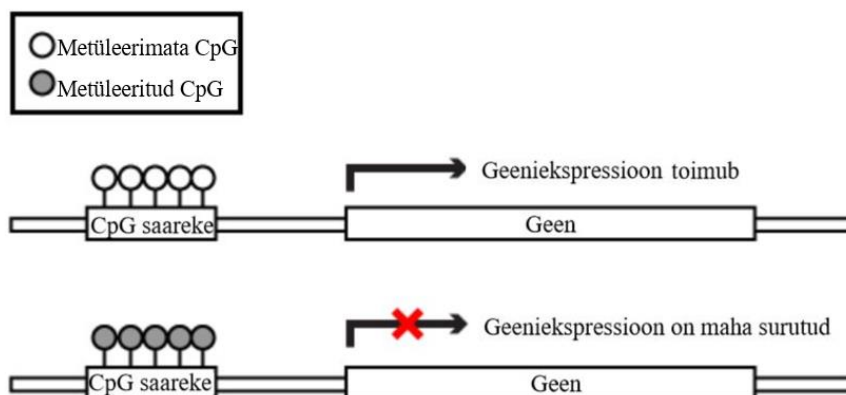 Metüleerimata CpG
Metüleeritud CpG
Geeniekspressioon toimub
CpG saareke
Geen
Geeniekspressioon on maha surutud
CpG saareke
Geen